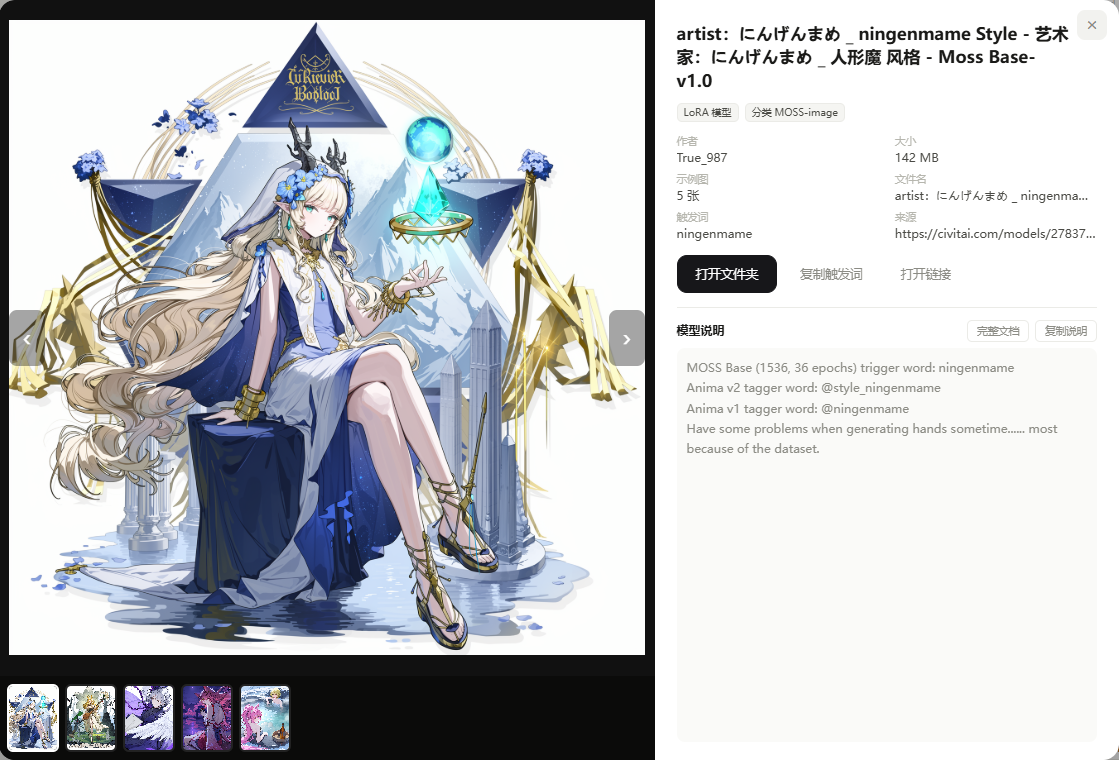 artist：にんげんまめ _ ningenmame Style - 艺术
家：にんげんまめ _ 人形魔 风格 - Moss Base-
v1.0
LoRA 模型
分类 MOSS-image
作者
大小
True_987
142 MB
示例图
文件名
5 张
artist：にんげんまめ _ ningenma...
触发词
来源
ningenmame
https://civitai.com/models/27837...
打开文件夹
复制触发词
打开链接
模型说明
完整文档
复制说明
MOSS Base (1536, 36 epochs) trigger word: ningenmame
Anima v2 tagger word: @style_ningenmame
Anima v1 tagger word: @ningenmame
Have some problems when generating hands sometime...... most
because of the dataset.